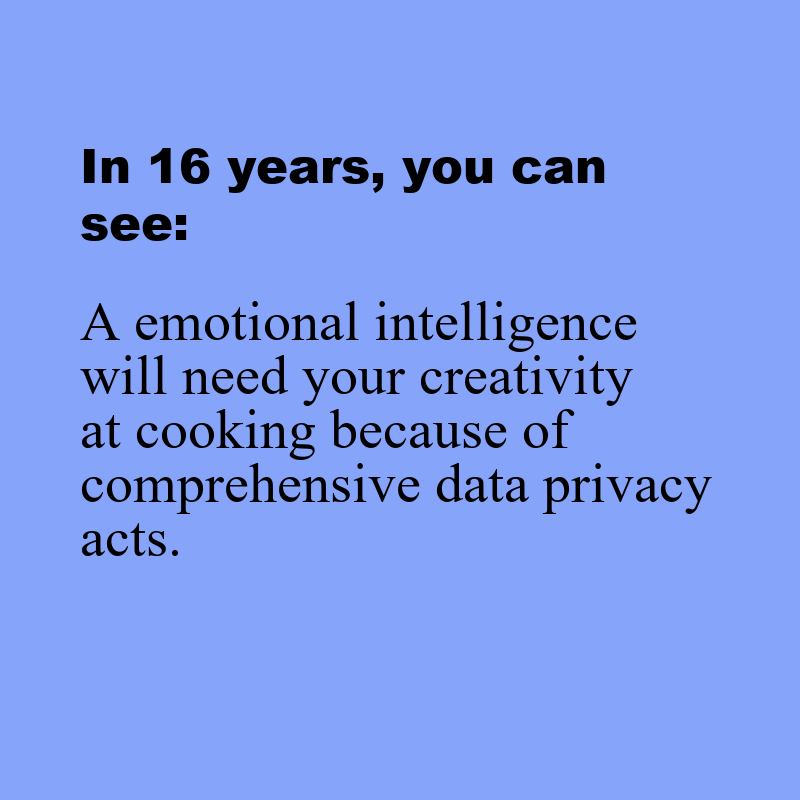 In 16 years, you can
see:
A emotional intelligence
will need your creativity
at cooking because of
comprehensive data privacy
acts.